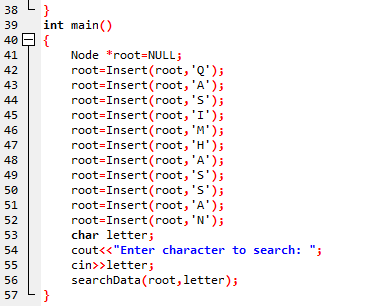 38 }
39 int main()
40 {
41 Node *root=NULL;
42 root=Insert(root,'Q');
43 root=Insert(root,'A');
44 root=Insert(root,'S');
45 root=Insert(root,'I');
46 root=Insert(root,'M');
47 root=Insert(root,'H');
48 root=Insert(root,'A');
49 root=Insert(root,'S');
50 root=Insert(root,'S');
51 root=Insert(root,'A');
52 root=Insert(root,'N');
53 char letter;
54 cout<<"Enter character to search: ";
55 cin>>letter;
56 searchData(root,letter);
57 }